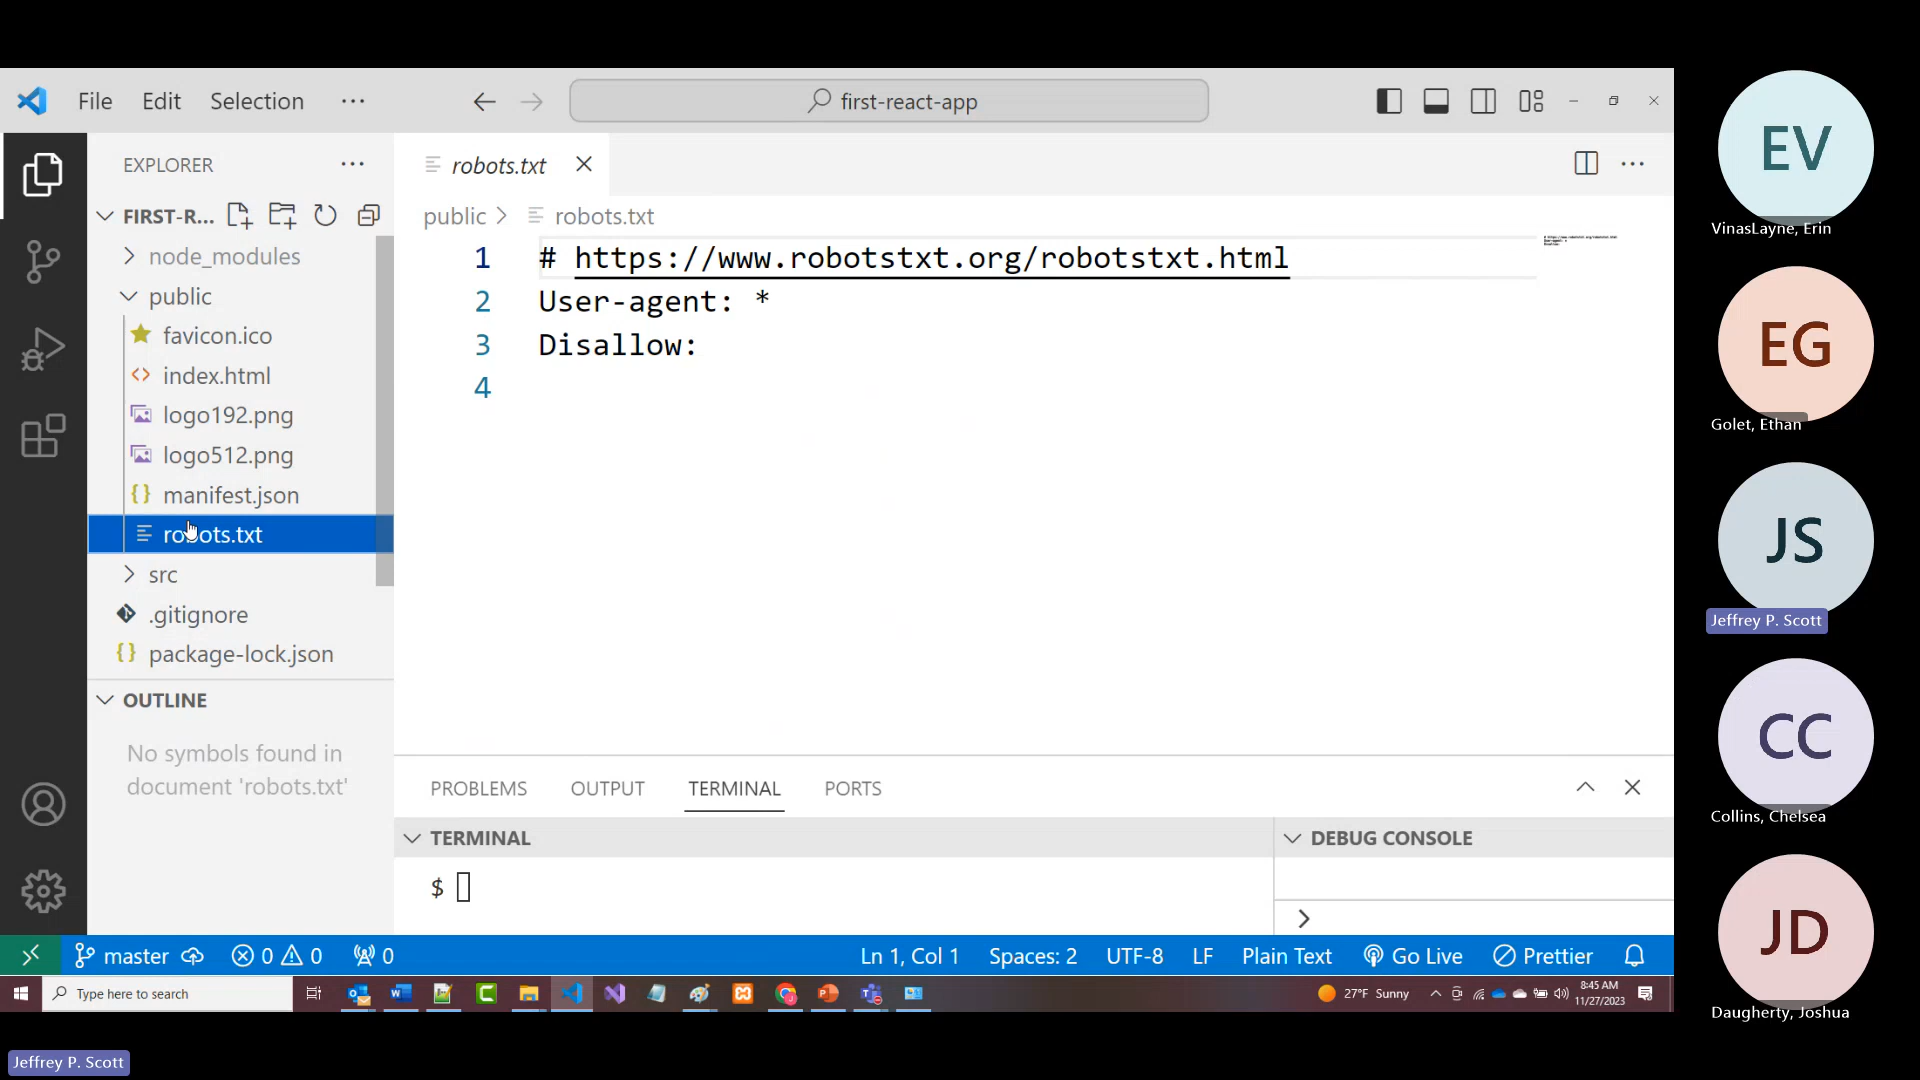 File Edit Selection ···
first-react-app
EXPLORER ···
FIRST-R...
node_modules
public
favicon.ico
index.html
logo192.png
logo512.png
manifest.json
robots.txt
src
.gitignore
package-lock.json
OUTLINE
No symbols found in
document 'robots.txt'
robots.txt
public > robots.txt
1 # https://www.robotstxt.org/robotstxt.html
2 User-agent: *
3 Disallow:
4
PROBLEMS OUTPUT TERMINAL PORTS
TERMINAL
$
DEBUG CONSOLE
>
master 0 0 0
Ln 1, Col 1 Spaces: 2 UTF-8 LF Plain Text Go Live Prettier
Type here to search
27°F Sunny
8:45 AM
11/27/2023
Jeffrey P. Scott
EV
VinasLayne, Erin
EG
Golet, Ethan
JS
Jeffrey P. Scott
CC
Collins, Chelsea
JD
Daugherty, Joshua